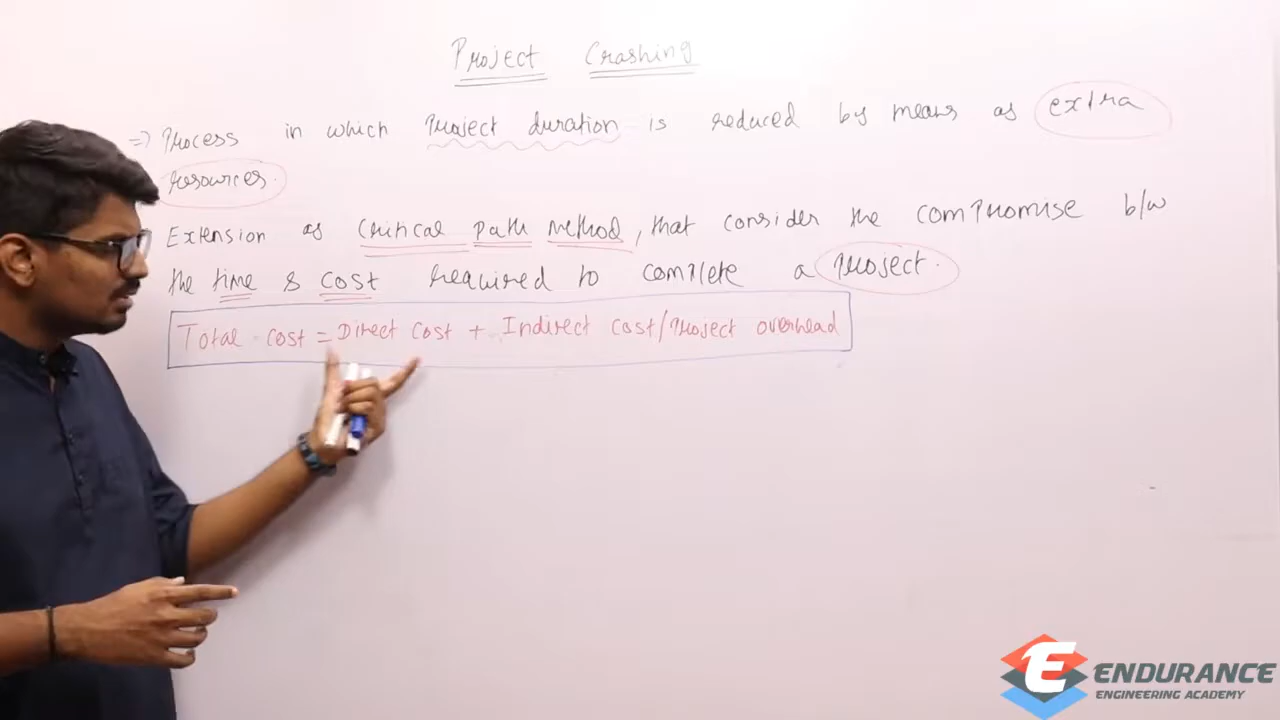 Project Crashing
⇒ Process in which Project duration is reduced by means as extra
resources.
Extension as Critical path method, that consider the compromise b/w
the time & cost required to complete a project.
Total cost = Direct cost + Indirect cost/Project overhead
ENDURANCE
ENGINEERING ACADEMY